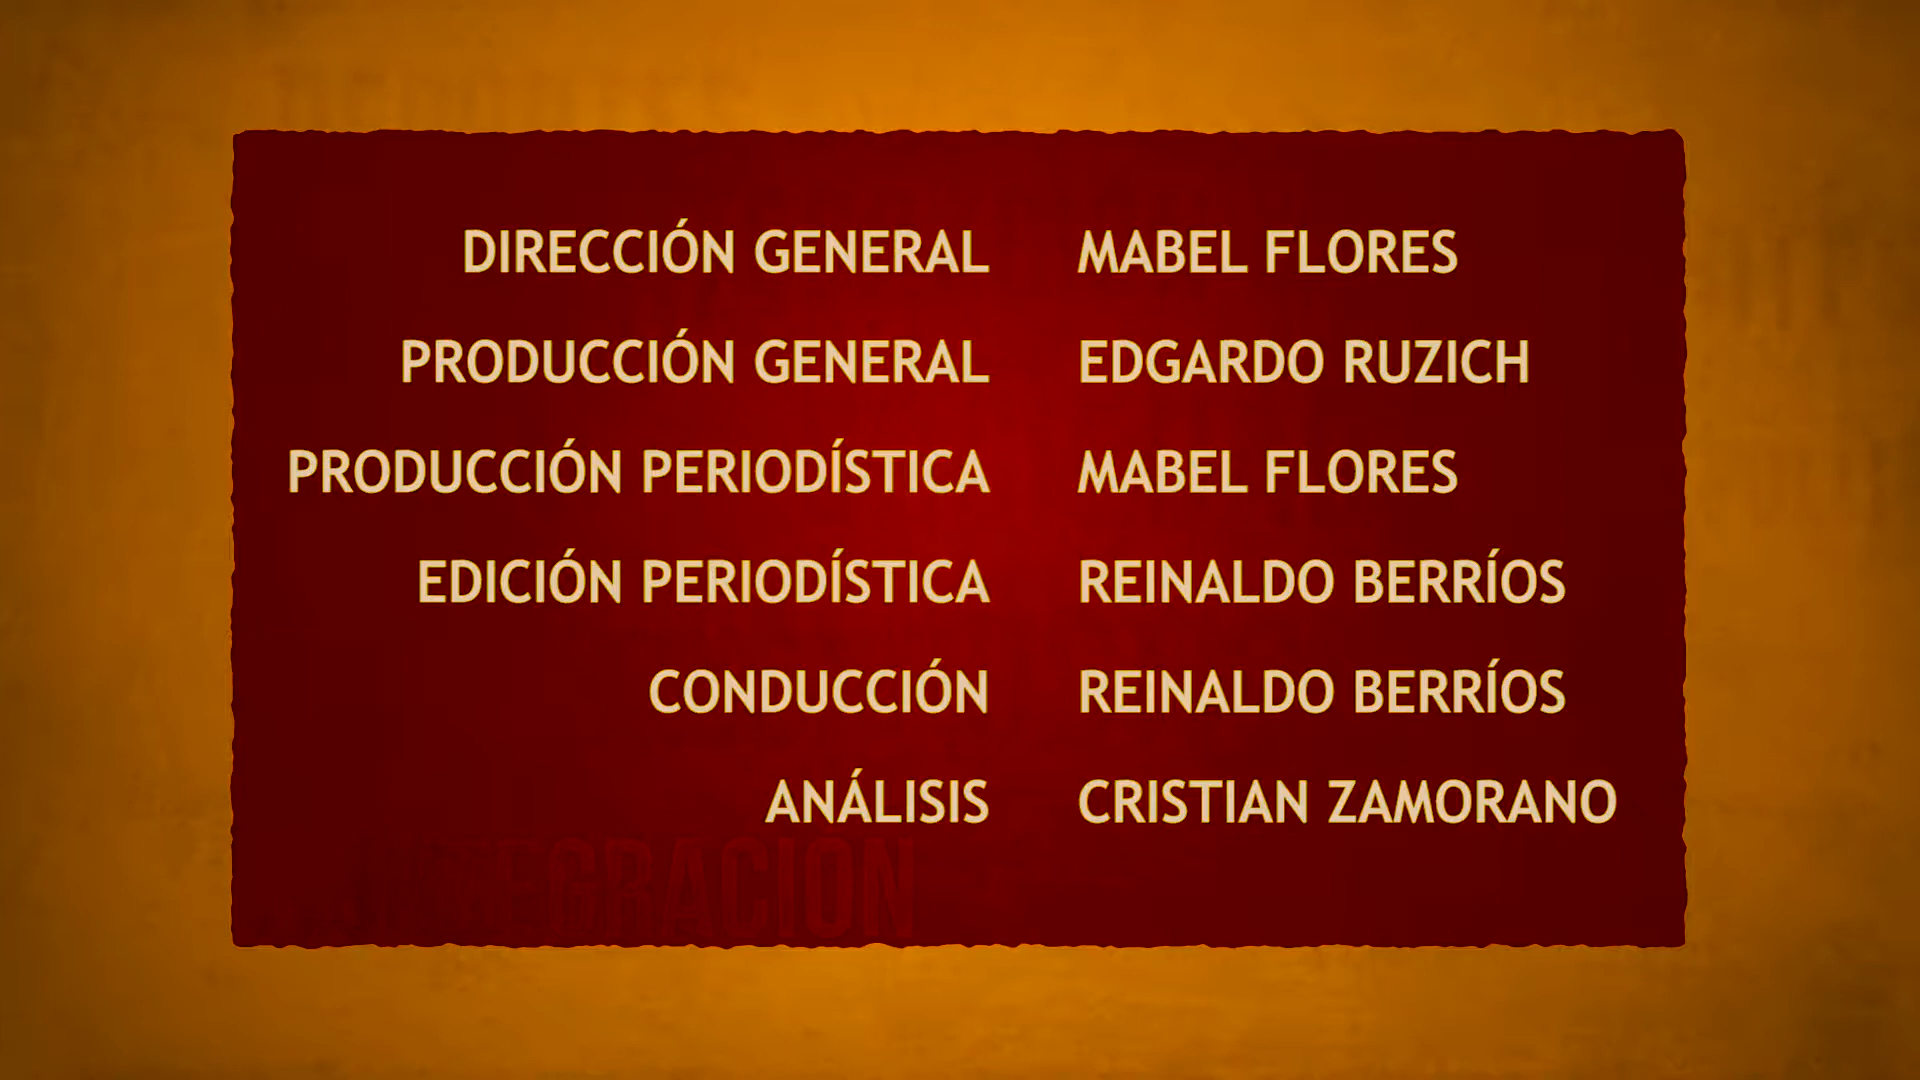 DIRECCIÓN GENERAL MABEL FLORES
PRODUCCIÓN GENERAL EDGARDO RUZICH
PRODUCCIÓN PERIODÍSTICA MABEL FLORES
EDICIÓN PERIODÍSTICA REINALDO BERRÍOS
CONDUCCIÓN REINALDO BERRÍOS
ANÁLISIS CRISTIAN ZAMORANO
INTEGRACION